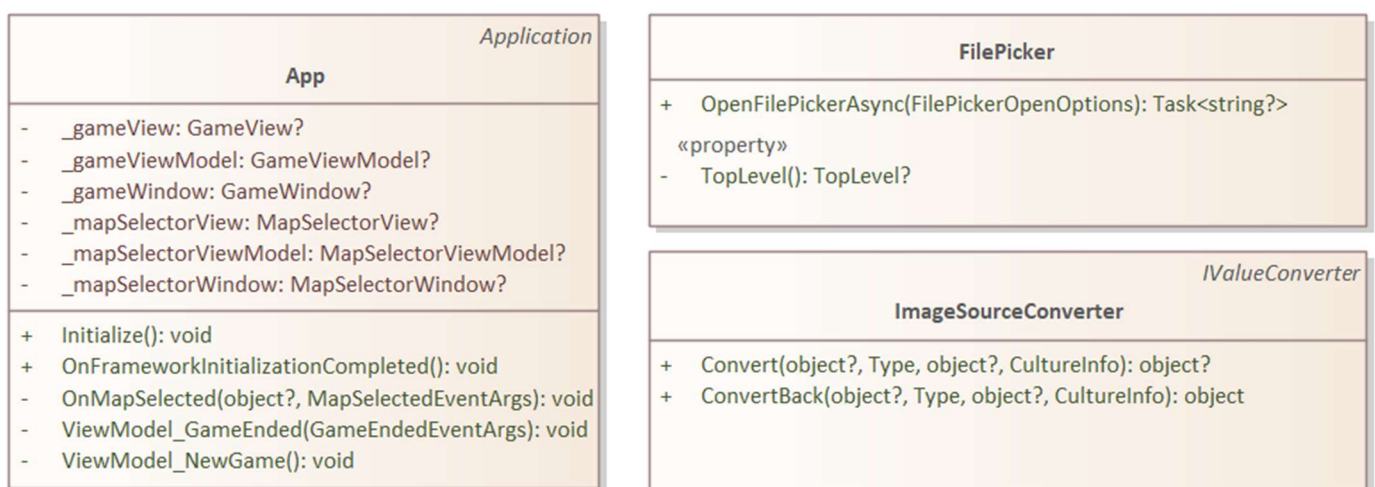 Application
App
- _gameView: GameView?
- _gameViewModel: GameViewModel?
- _gameWindow: GameWindow?
- _mapSelectorView: MapSelectorView?
- _mapSelectorViewModel: MapSelectorViewModel?
- _mapSelectorWindow: MapSelectorWindow?
+ Initialize(): void
+ OnFrameworkInitializationCompleted(): void
- OnMapSelected(object?, MapSelectedEventArgs): void
- ViewModel_GameEnded(GameEndedEventArgs): void
- ViewModel_NewGame(): void
FilePicker
+ OpenFilePickerAsync(FilePickerOpenOptions): Task<string?>
«property»
- TopLevel(): TopLevel?
IValueConverter
ImageSourceConverter
+ Convert(object?, Type, object?, CultureInfo): object?
+ ConvertBack(object?, Type, object?, CultureInfo): object